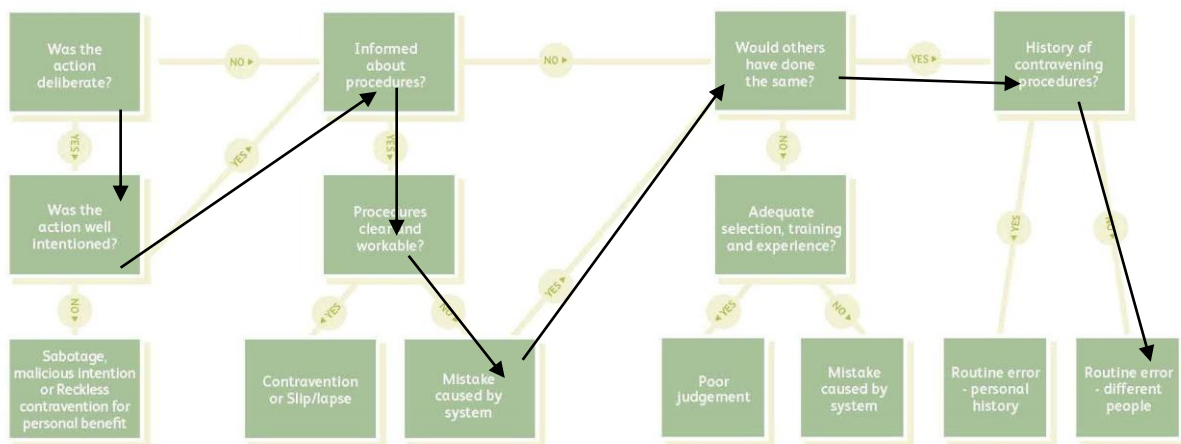 Was the
action
deliberate?
NO ►
Informed
about
procedures?
NO ►
Would others
have done
the same?
YES ►
History of
contravening
procedures?
YES ►
YES ►
YES ►
NO ►
Was the
action well
intentioned?
Procedures
clear and
workable?
Adequate
selection, training
and experience?
◄ YES
NO ►
NO ►
◄ YES
NO ►
YES ►
◄ YES
NO ►
Sabotage,
malicious intention
or Reckless
contravention for
personal benefit
Contravention
or Slip/lapse
Mistake
caused by
system
Poor
judgement
Mistake
caused by
system
Routine error
- personal
history
Routine error
- different
people